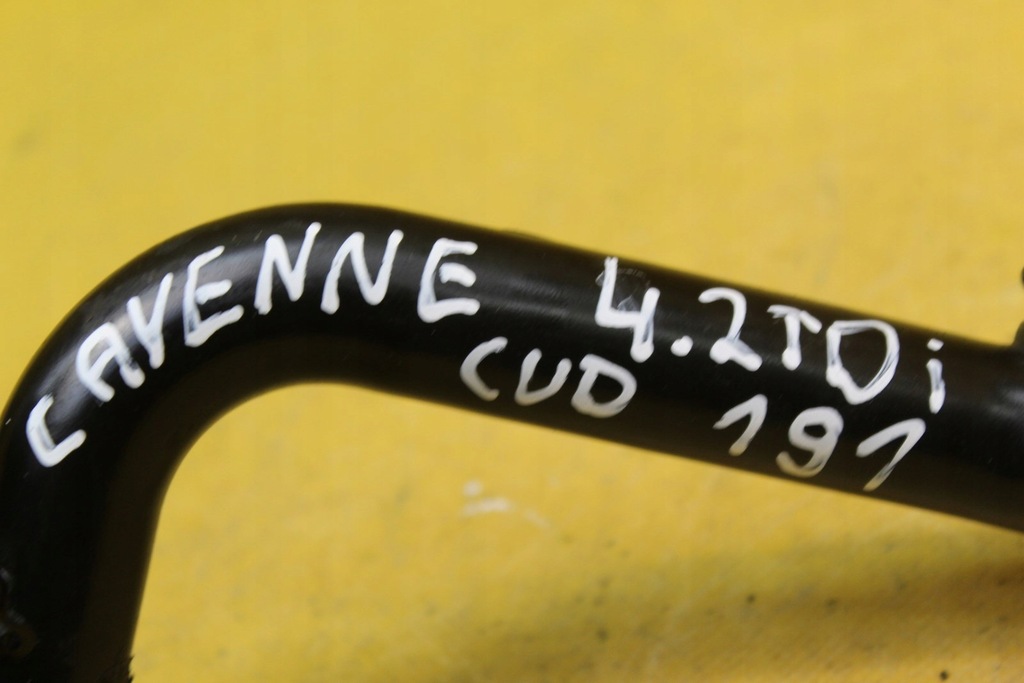 CAYENNE 4.2TDi
CUD 191